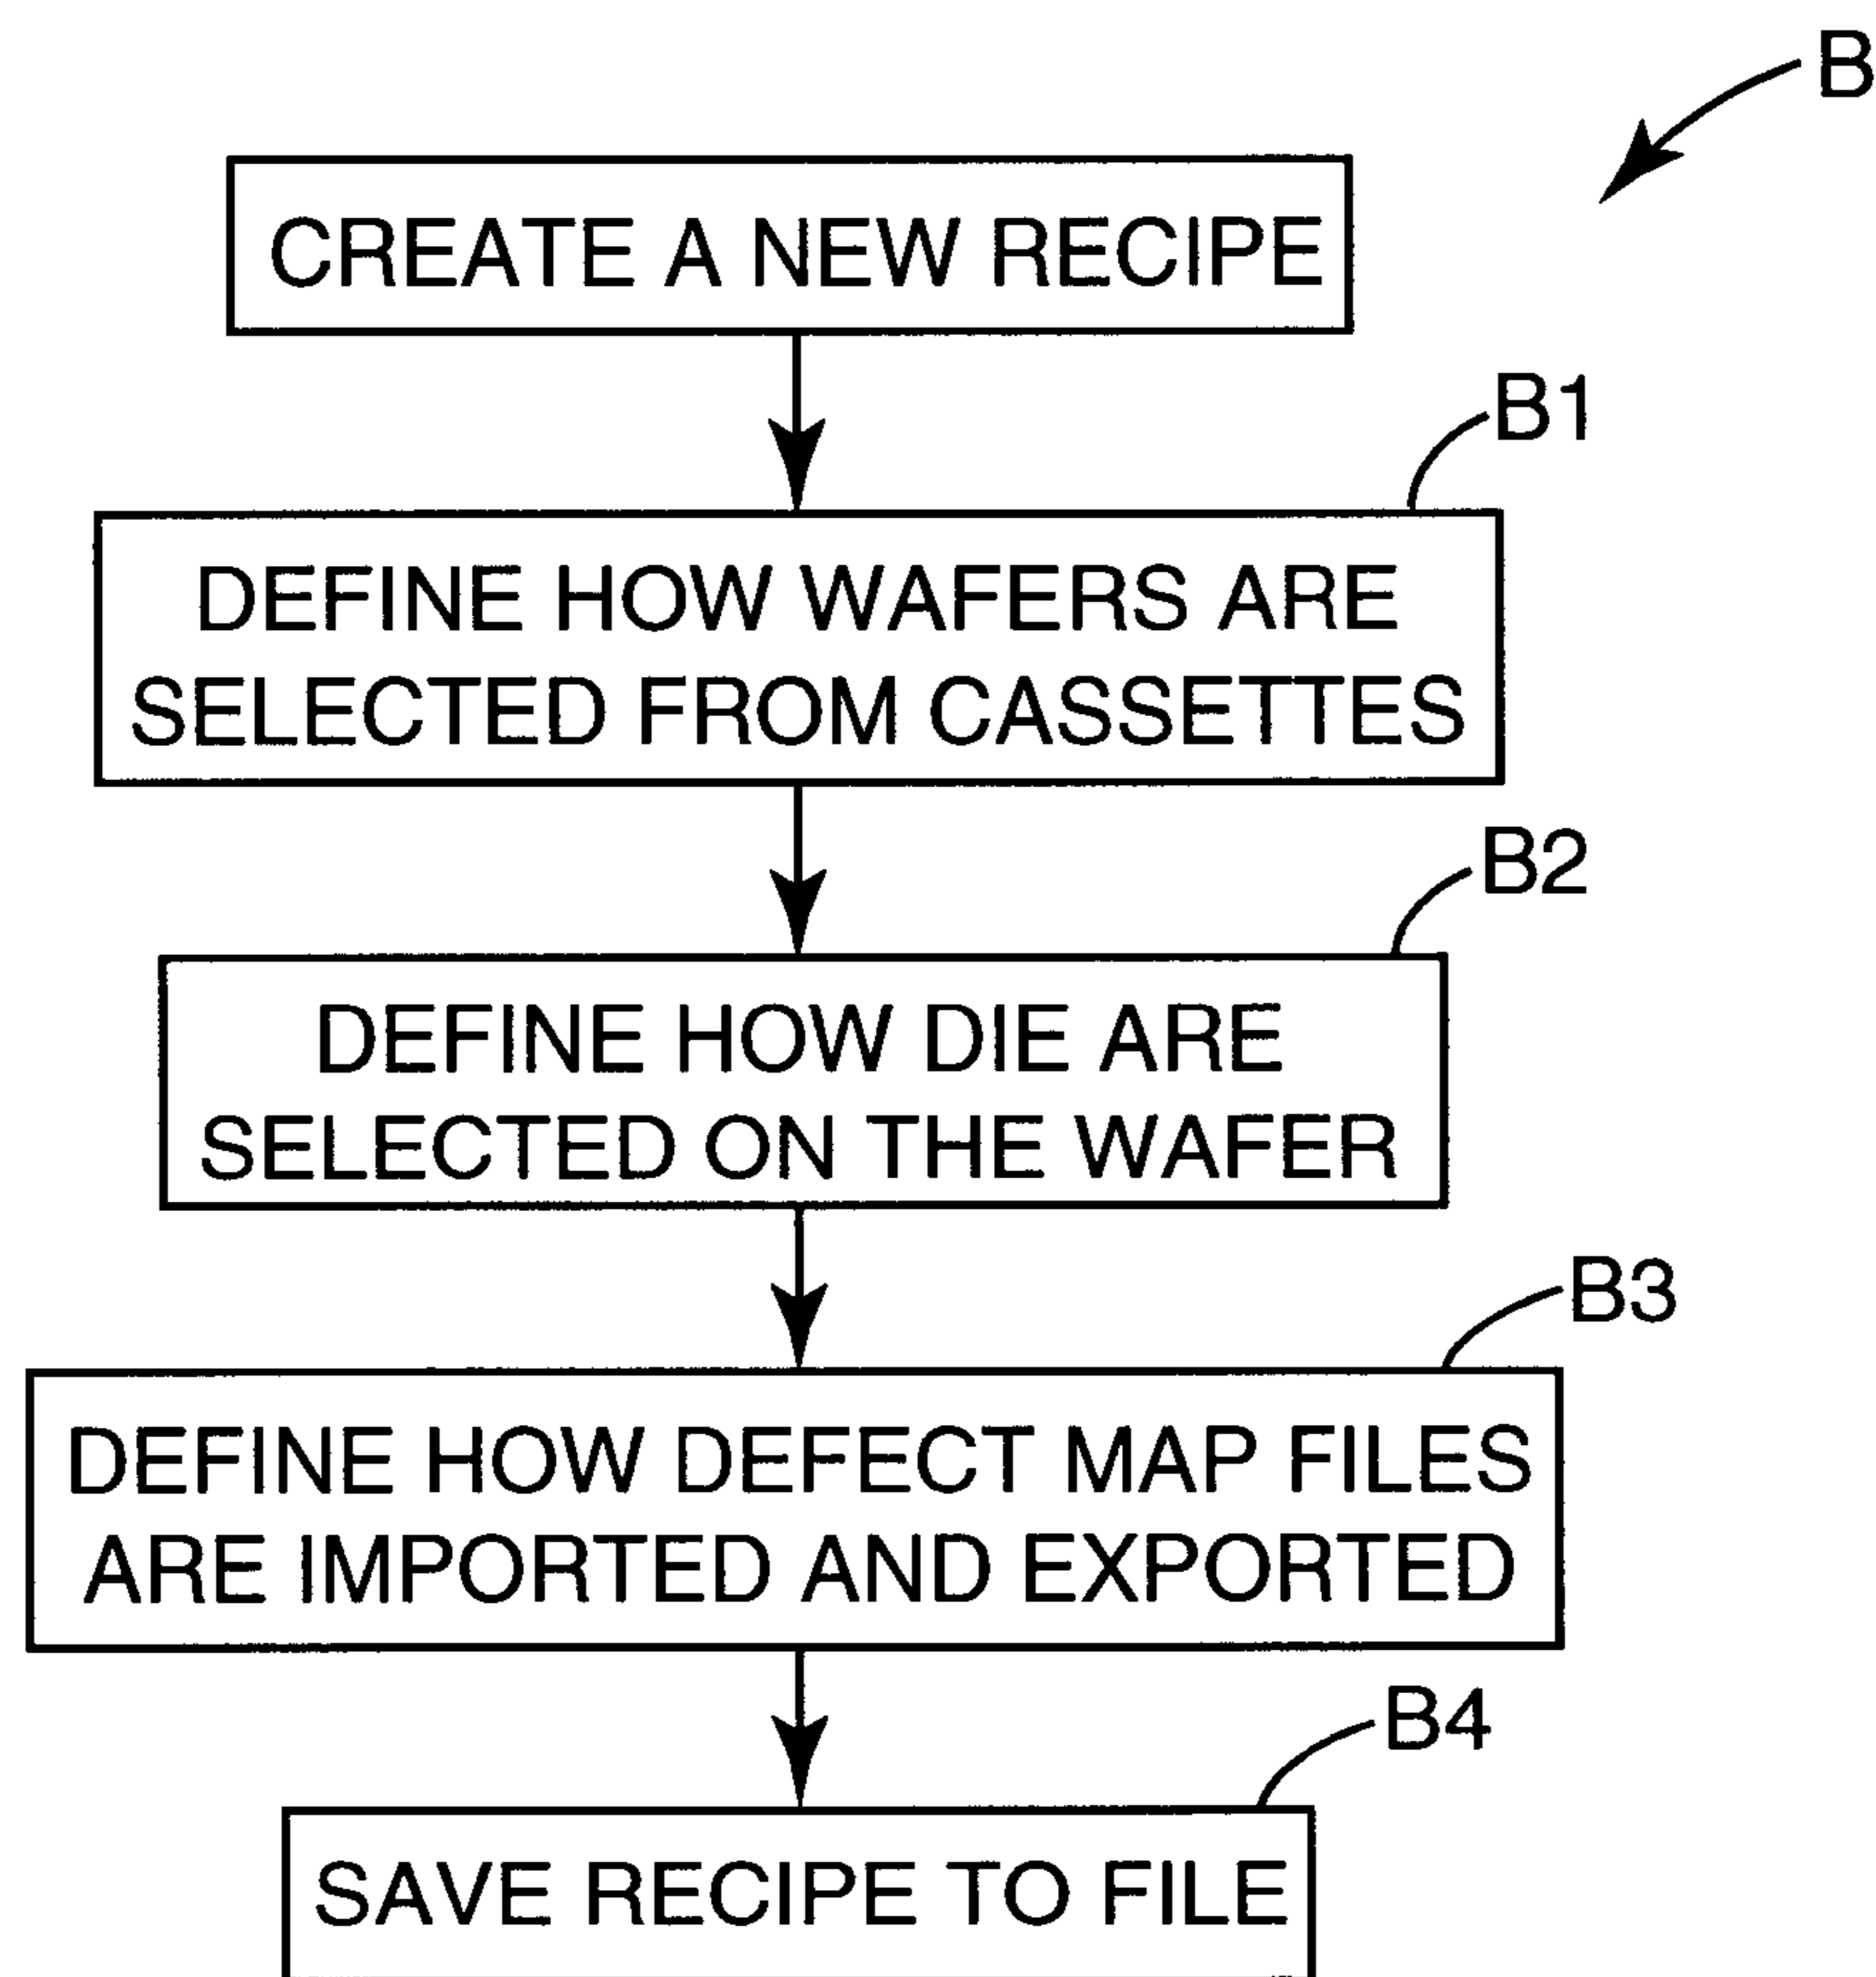 B
CREATE A NEW RECIPE
B1
DEFINE HOW WAFERS ARE
SELECTED FROM CASSETTES
B2
DEFINE HOW DIE ARE
SELECTED ON THE WAFER
B3
DEFINE HOW DEFECT MAP FILES
ARE IMPORTED AND EXPORTED
B4
SAVE RECIPE TO FILE